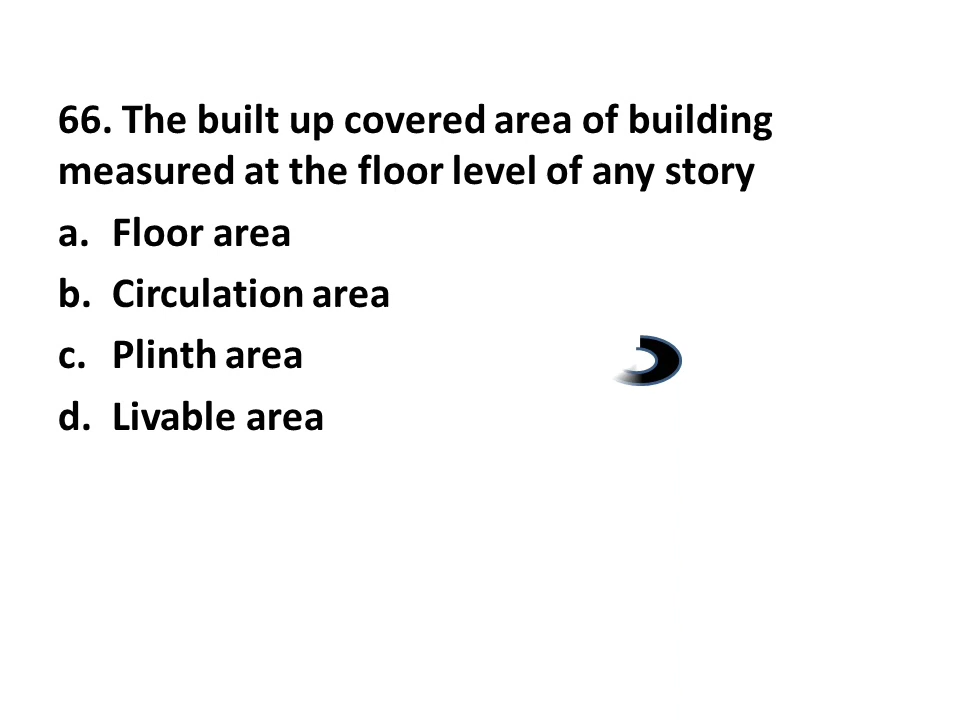 66. The built up covered area of building
measured at the floor level of any story
a. Floor area
b. Circulation area
c. Plinth area
d. Livable area